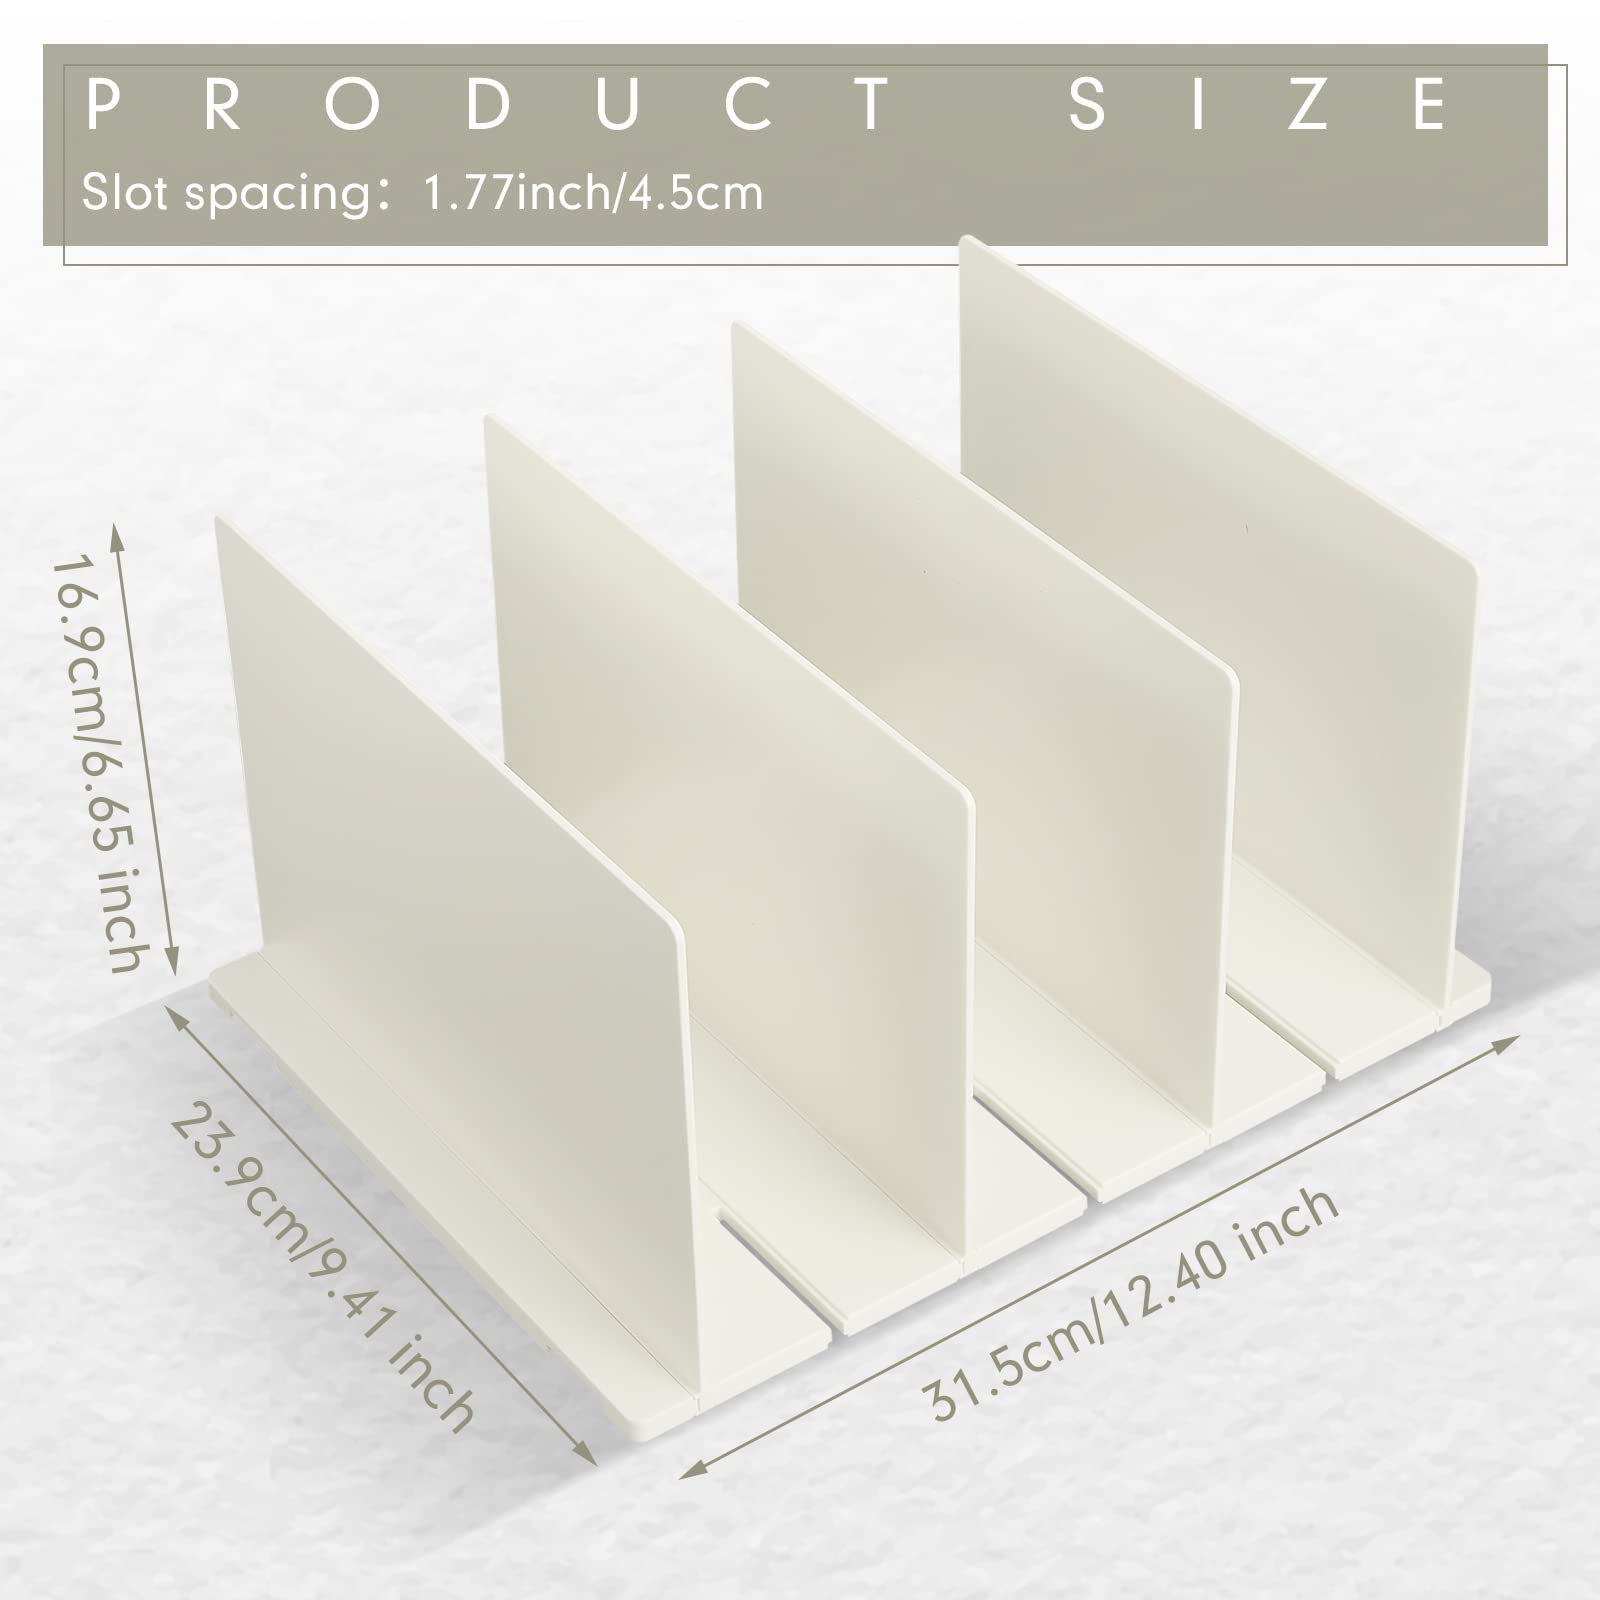 PRODUCT SIZE
Slot spacing：1.77inch/4.5cm
16.9cm/6.65 inch
23.9cm/9.41 inch
31.5cm/12.40 inch